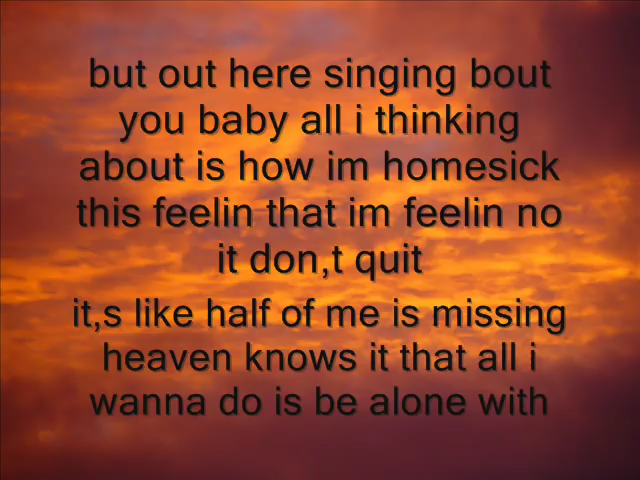 but out here singing bout
you baby all i thinking
about is how im homesick
this feelin that im feelin no
it don,t quit
it,s like half of me is missing
heaven knows it that all i
wanna do is be alone with